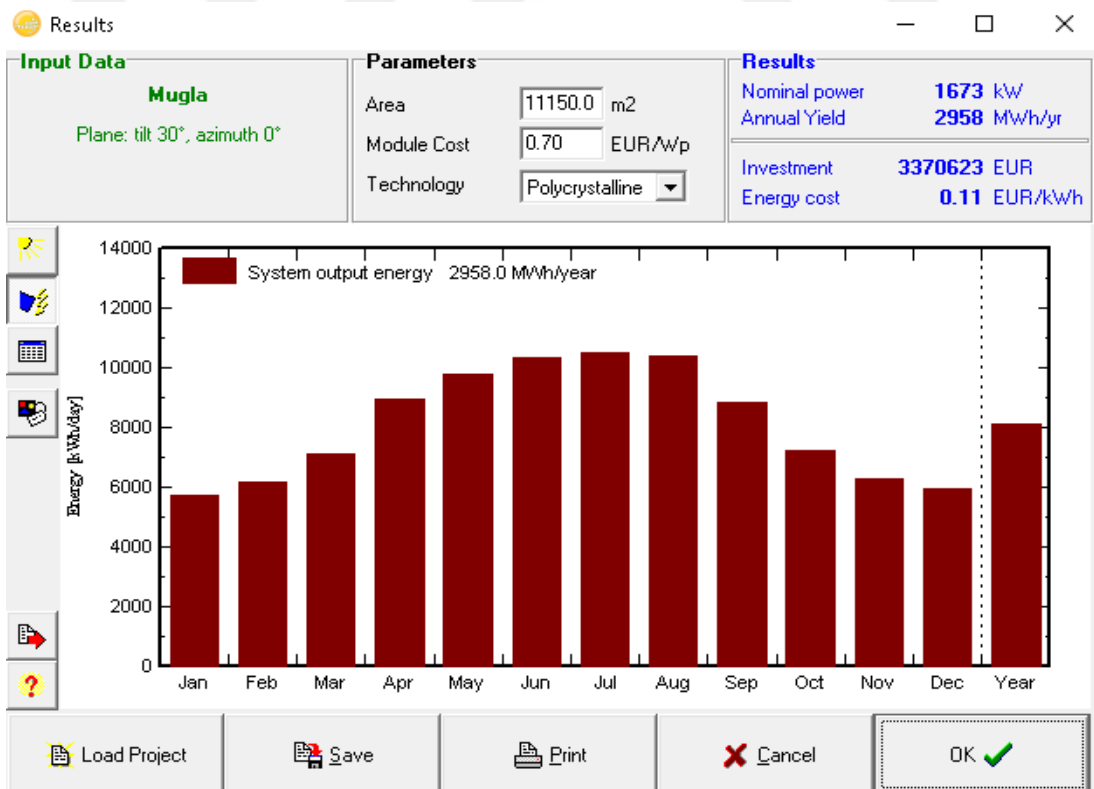 Results
Input Data
Mugla
Plane: tilt 30°, azimuth 0°
Parameters
Area 11150.0 m2
Module Cost 0.70 EUR/Wp
Technology Polycrystalline
Results
Nominal power 1673 kW
Annual Yield 2958 MWh/yr
Investment 3370623 EUR
Energy cost 0.11 EUR/kWh
System output energy 2958.0 MWh/year
Energy [kWh/day]
14000
12000
10000
8000
6000
4000
2000
0
Jan Feb Mar Apr May Jun Jul Aug Sep Oct Nov Dec Year
?
Load Project Save Print Cancel OK